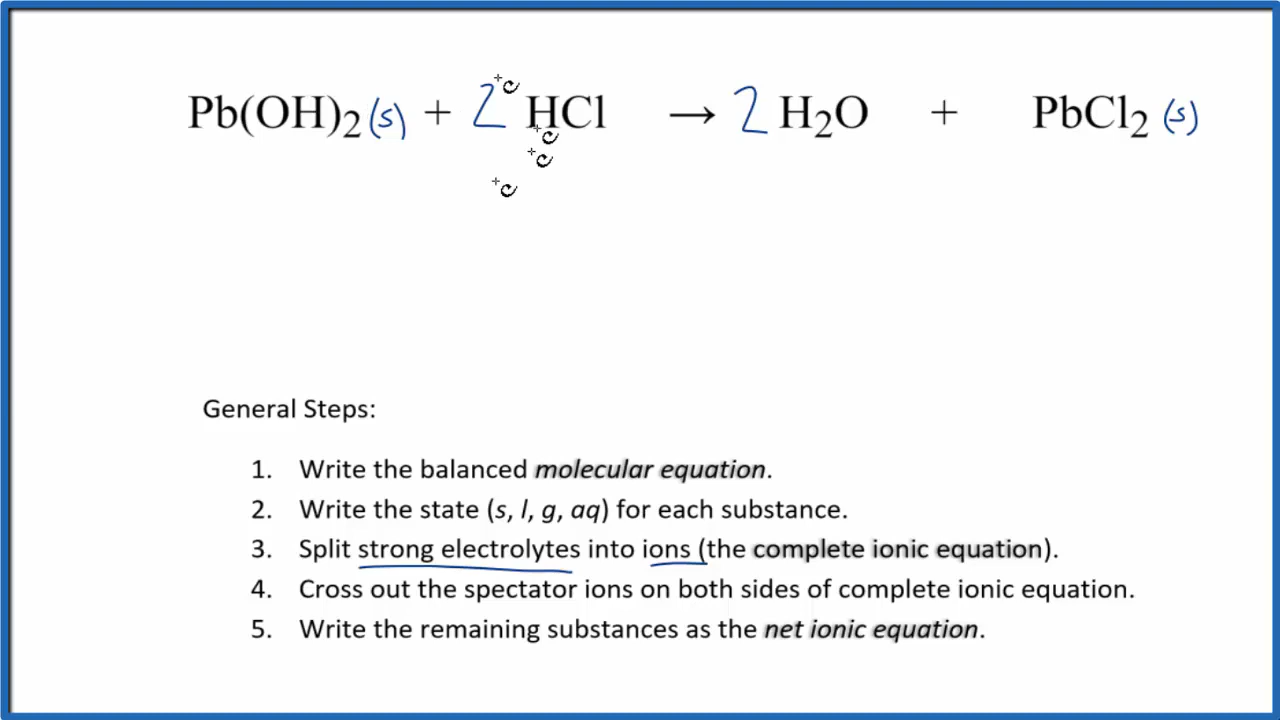 Pb(OH)₂(s) + 2 HCl → 2 H₂O + PbCl₂(s)
General Steps:
1. Write the balanced molecular equation.
2. Write the state (s, l, g, aq) for each substance.
3. Split strong electrolytes into ions (the complete ionic equation).
4. Cross out the spectator ions on both sides of complete ionic equation.
5. Write the remaining substances as the net ionic equation.